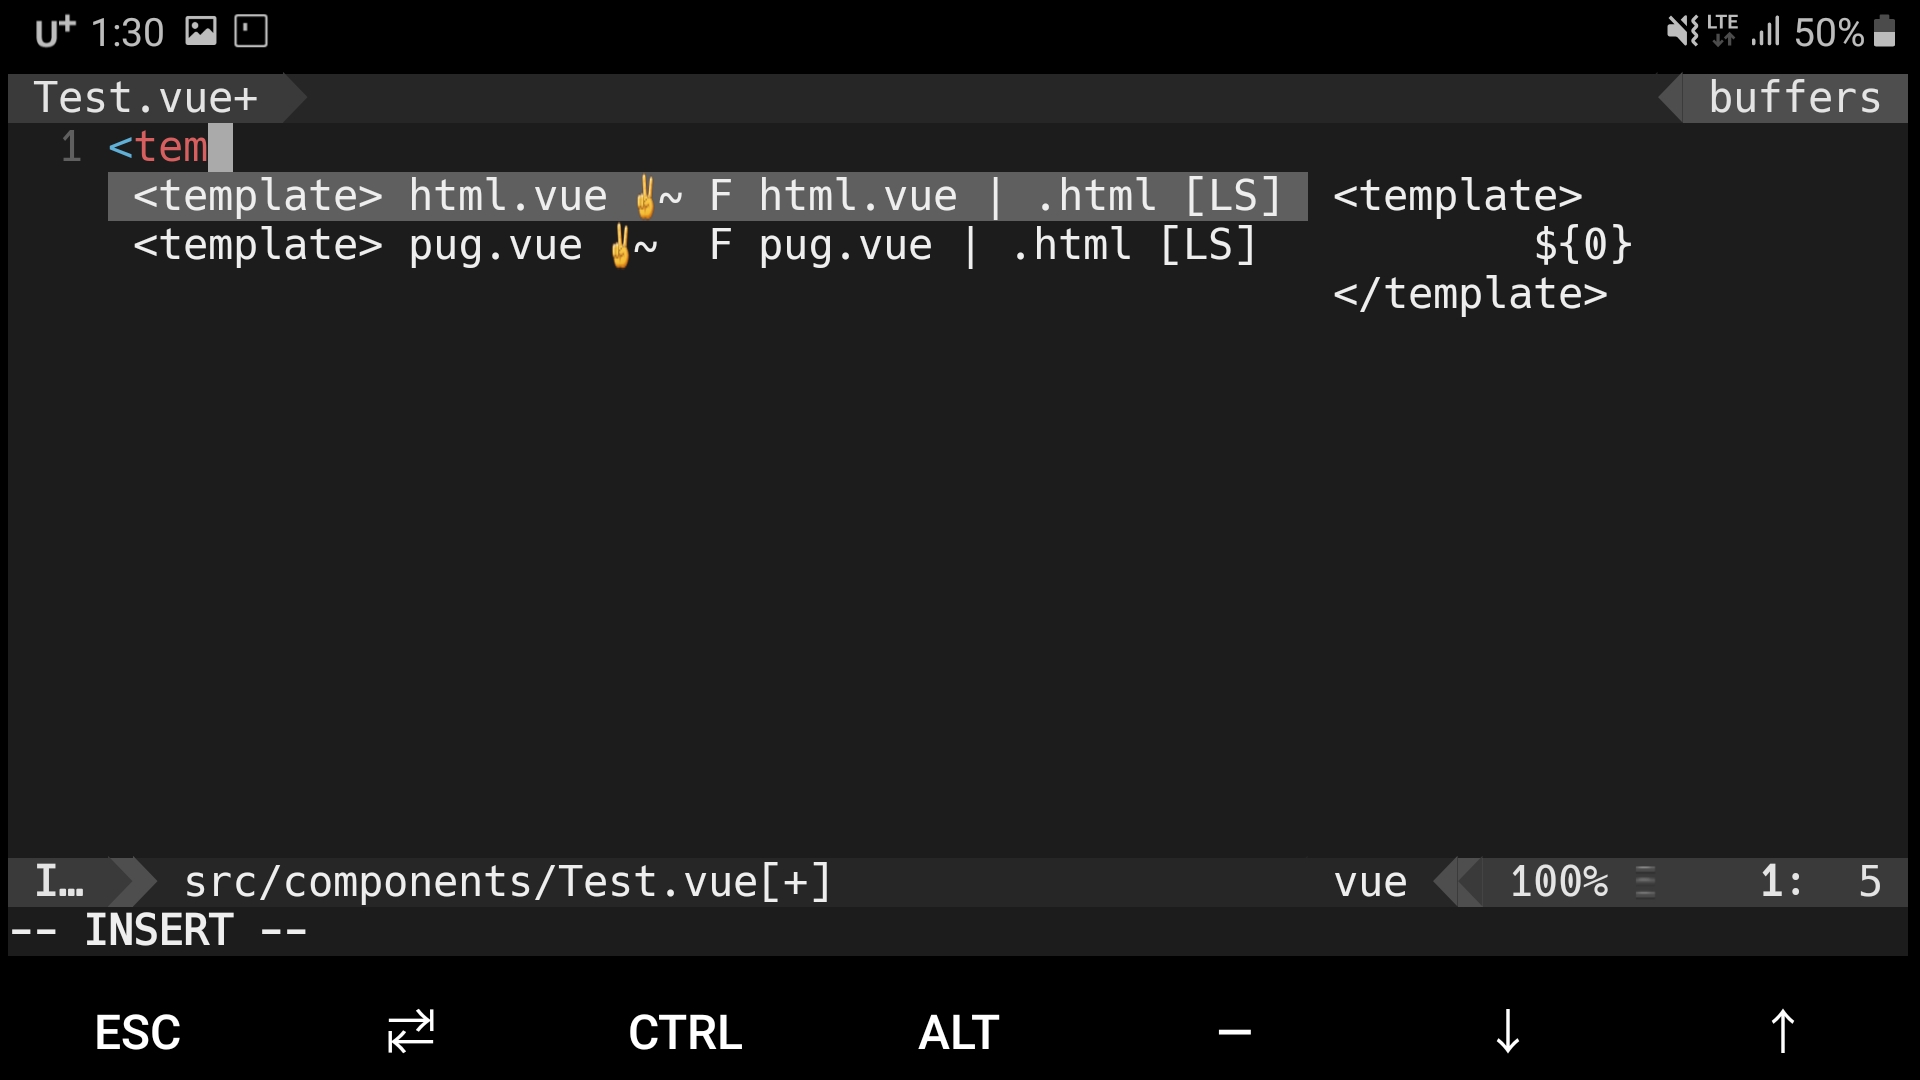 U+ 1:30 LTE 50%
Test.vue+ buffers
1 <tem
<template> html.vue ✌~ F html.vue | .html [LS] <template>
<template> pug.vue ✌~ F pug.vue | .html [LS] ${0}
</template>
I… src/components/Test.vue[+] vue 100% 1: 5
-- INSERT --
ESC ⇄ CTRL ALT — ↓ ↑